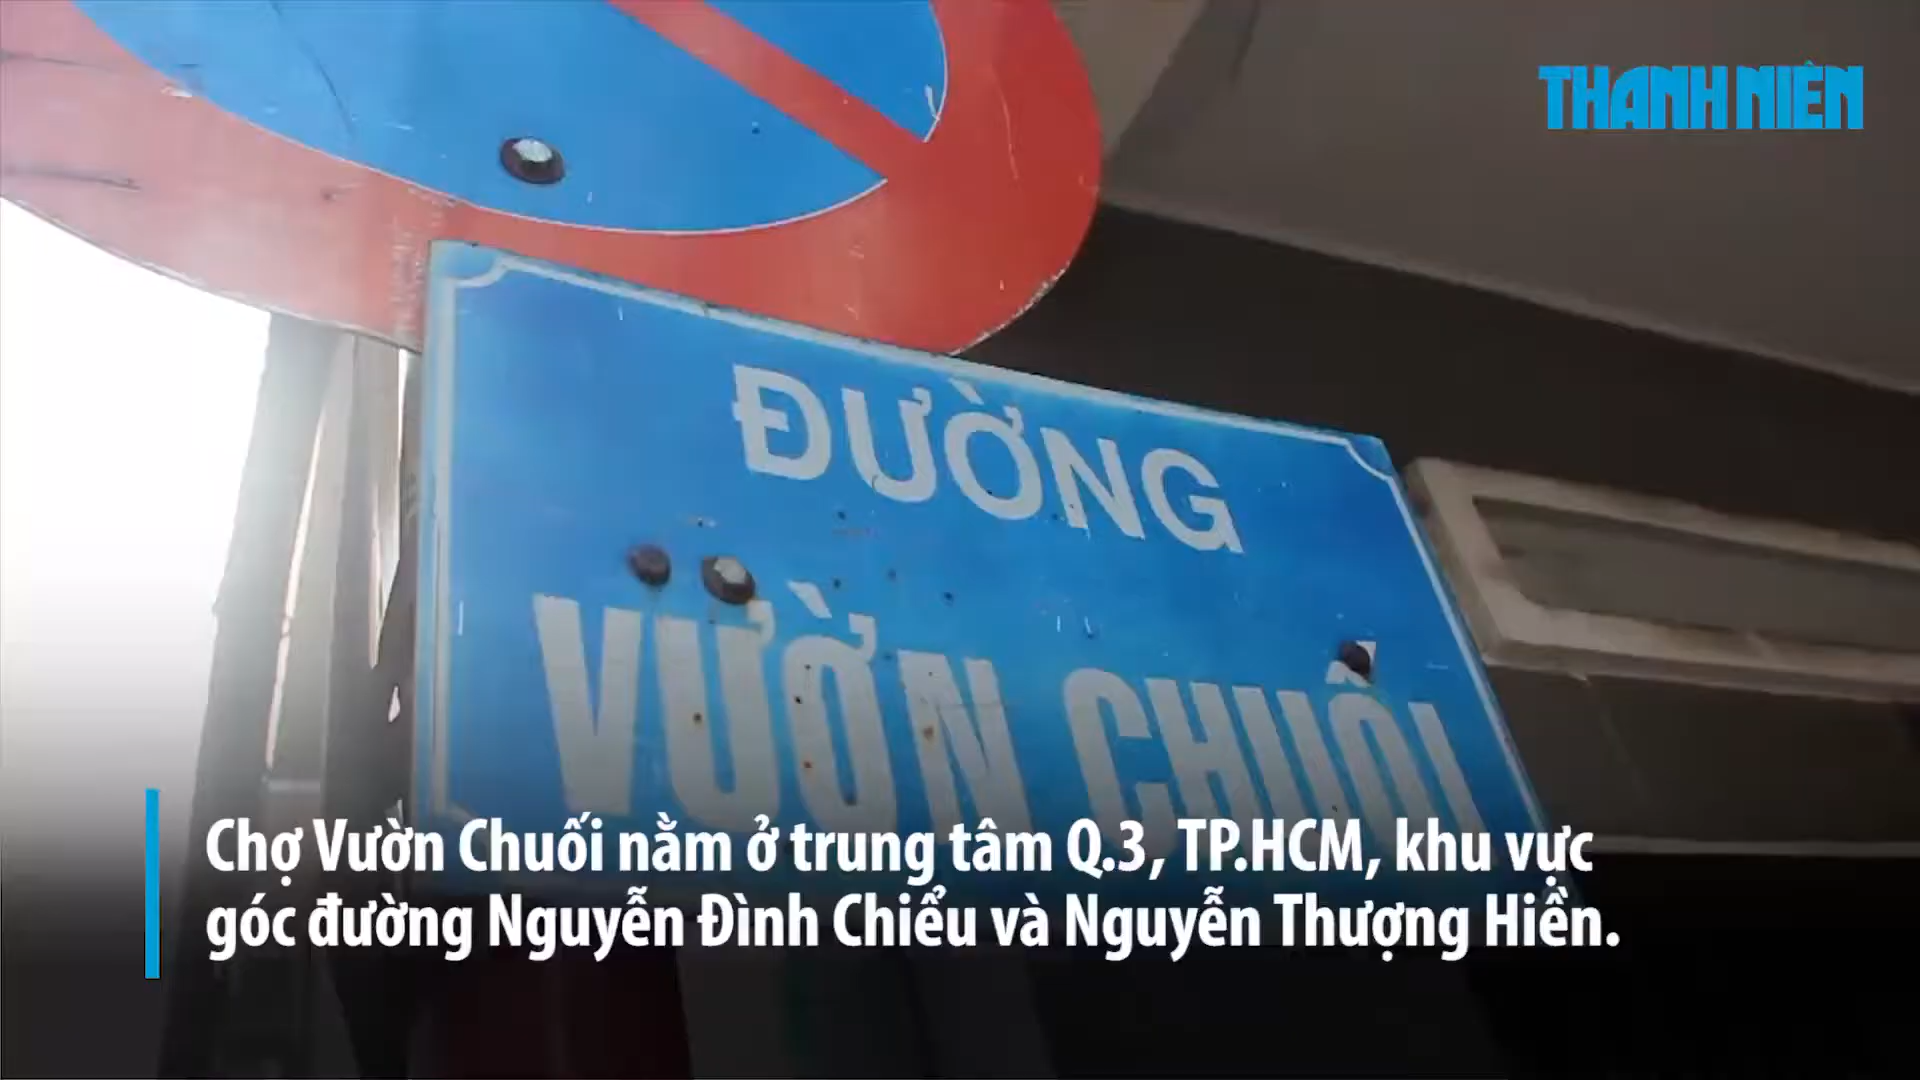 THANH NIÊN
ĐƯỜNG
VƯỜN CHUỐI
Chợ Vườn Chuối nằm ở trung tâm Q.3, TP.HCM, khu vực
góc đường Nguyễn Đình Chiểu và Nguyễn Thượng Hiền.